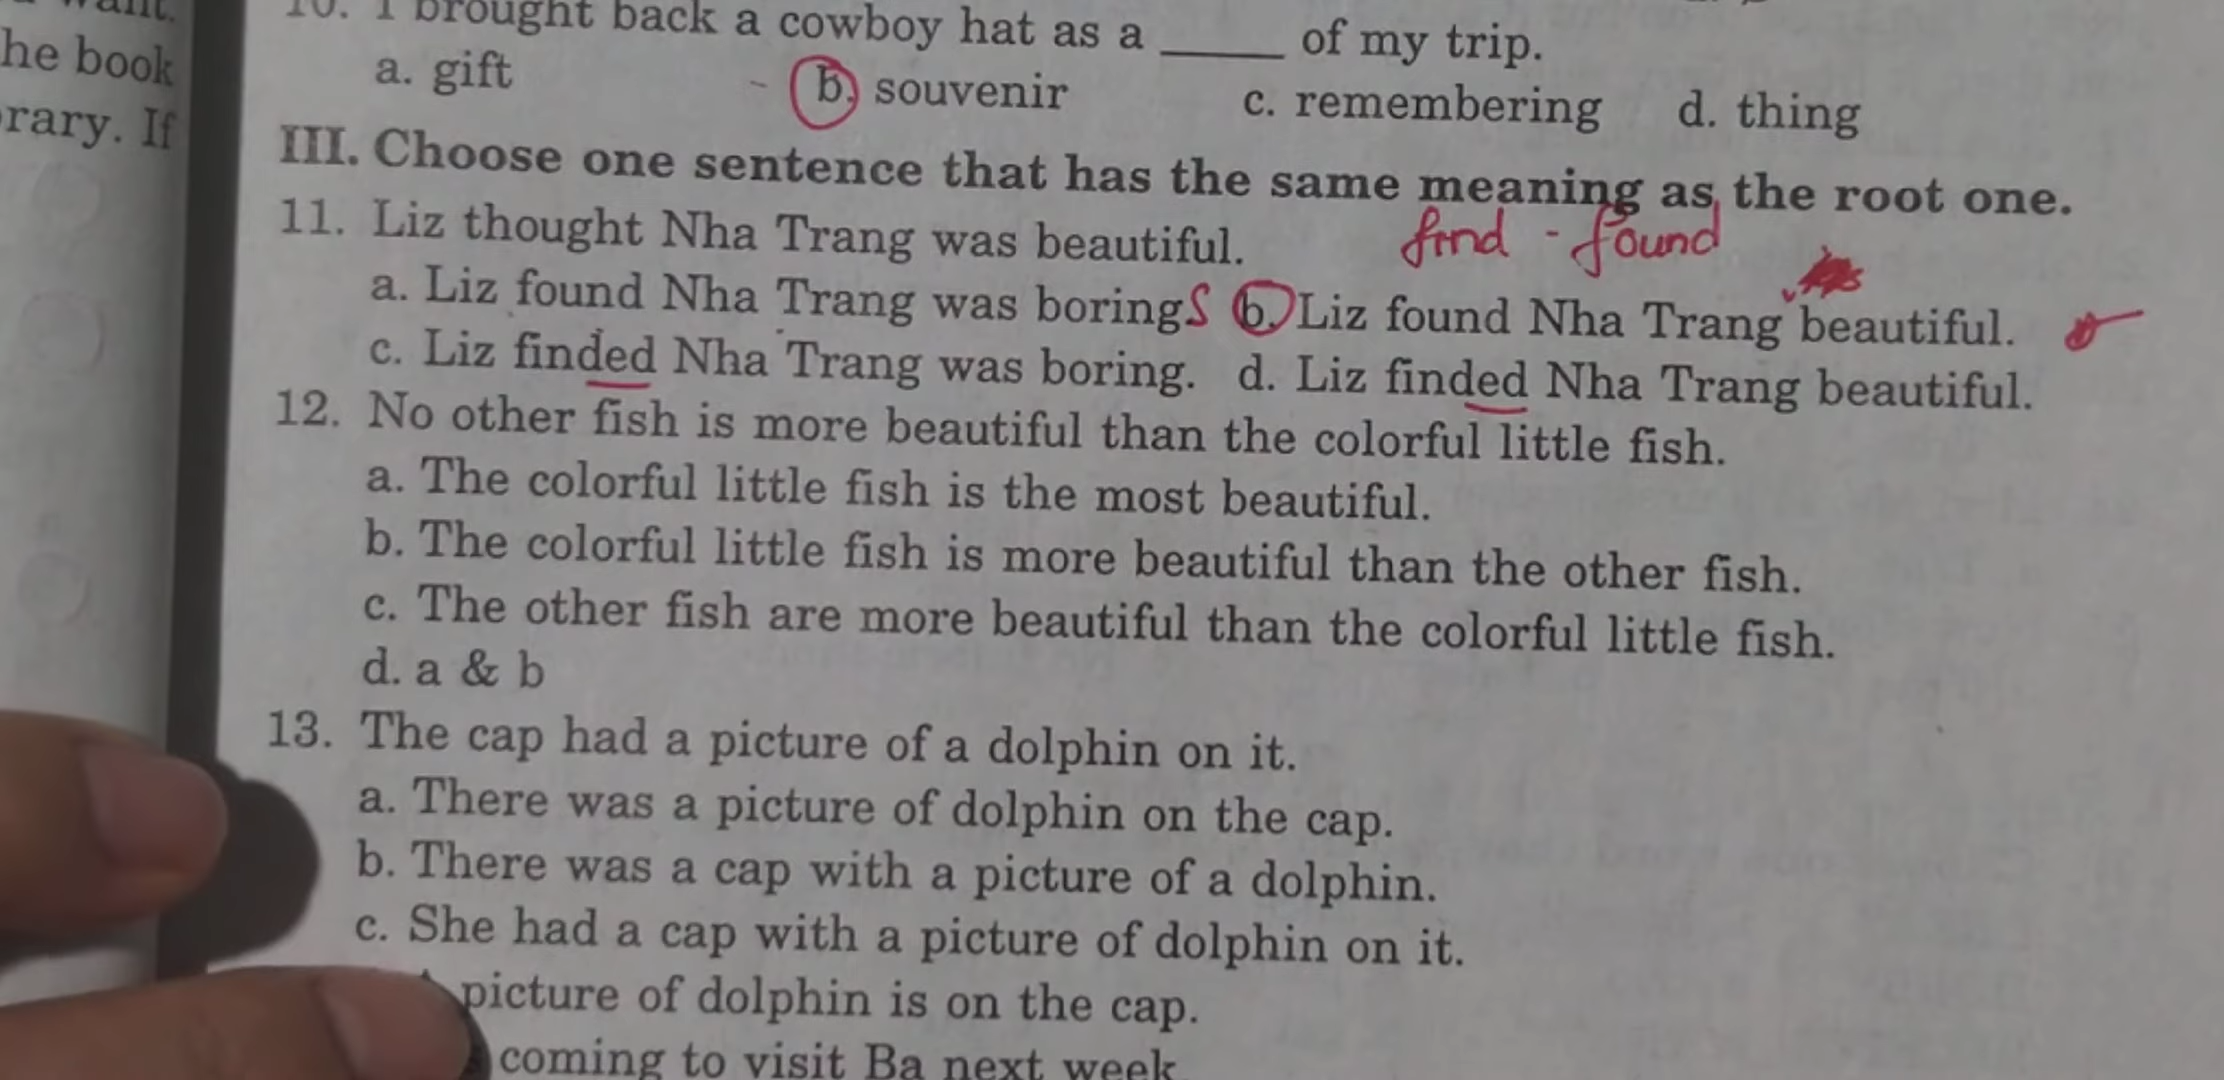 he book
rary. If
10. I brought back a cowboy hat as a _____ of my trip.
a. gift b. souvenir c. remembering d. thing
III. Choose one sentence that has the same meaning as the root one.
11. Liz thought Nha Trang was beautiful. find - found
a. Liz found Nha Trang was boring S b. Liz found Nha Trang beautiful.
c. Liz finded Nha Trang was boring. d. Liz finded Nha Trang beautiful.
12. No other fish is more beautiful than the colorful little fish.
a. The colorful little fish is the most beautiful.
b. The colorful little fish is more beautiful than the other fish.
c. The other fish are more beautiful than the colorful little fish.
d. a & b
13. The cap had a picture of a dolphin on it.
a. There was a picture of dolphin on the cap.
b. There was a cap with a picture of a dolphin.
c. She had a cap with a picture of dolphin on it.
picture of dolphin is on the cap.
coming to visit Ba next week